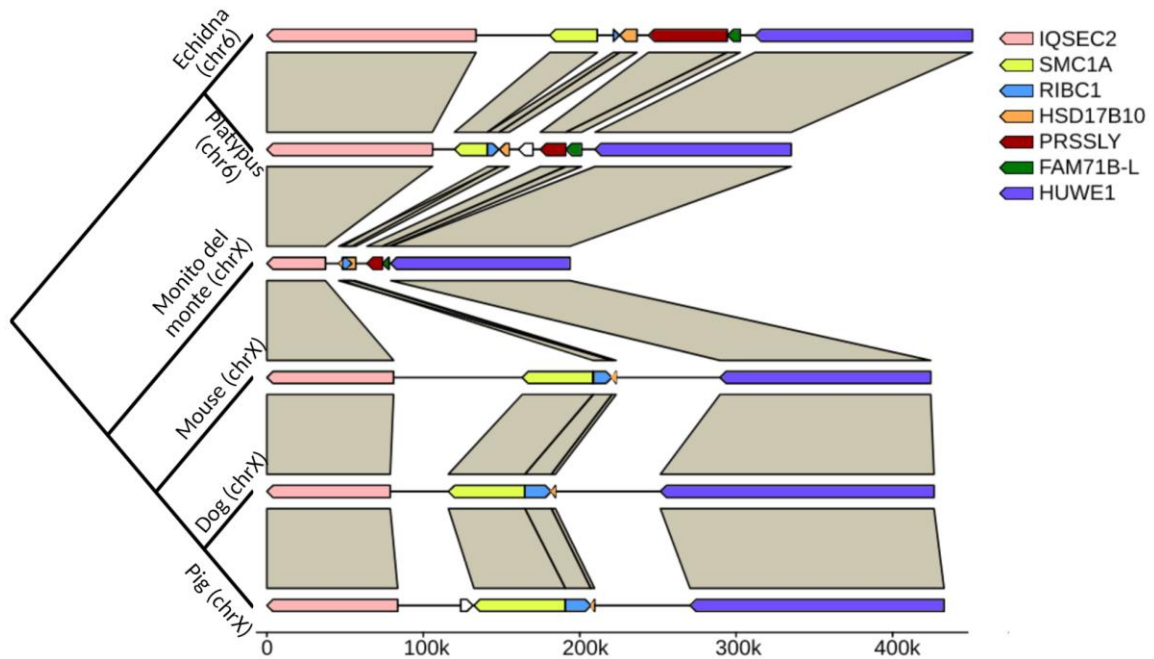 Echidna
(chr6)
Platypus
(chr6)
Monito del
monte (chrX)
Mouse (chrX)
Dog (chrX)
Pig (chrX)
IQSEC2
SMC1A
RIBC1
HSD17B10
PRSSLY
FAM71B-L
HUWE1
0 100k 200k 300k 400k